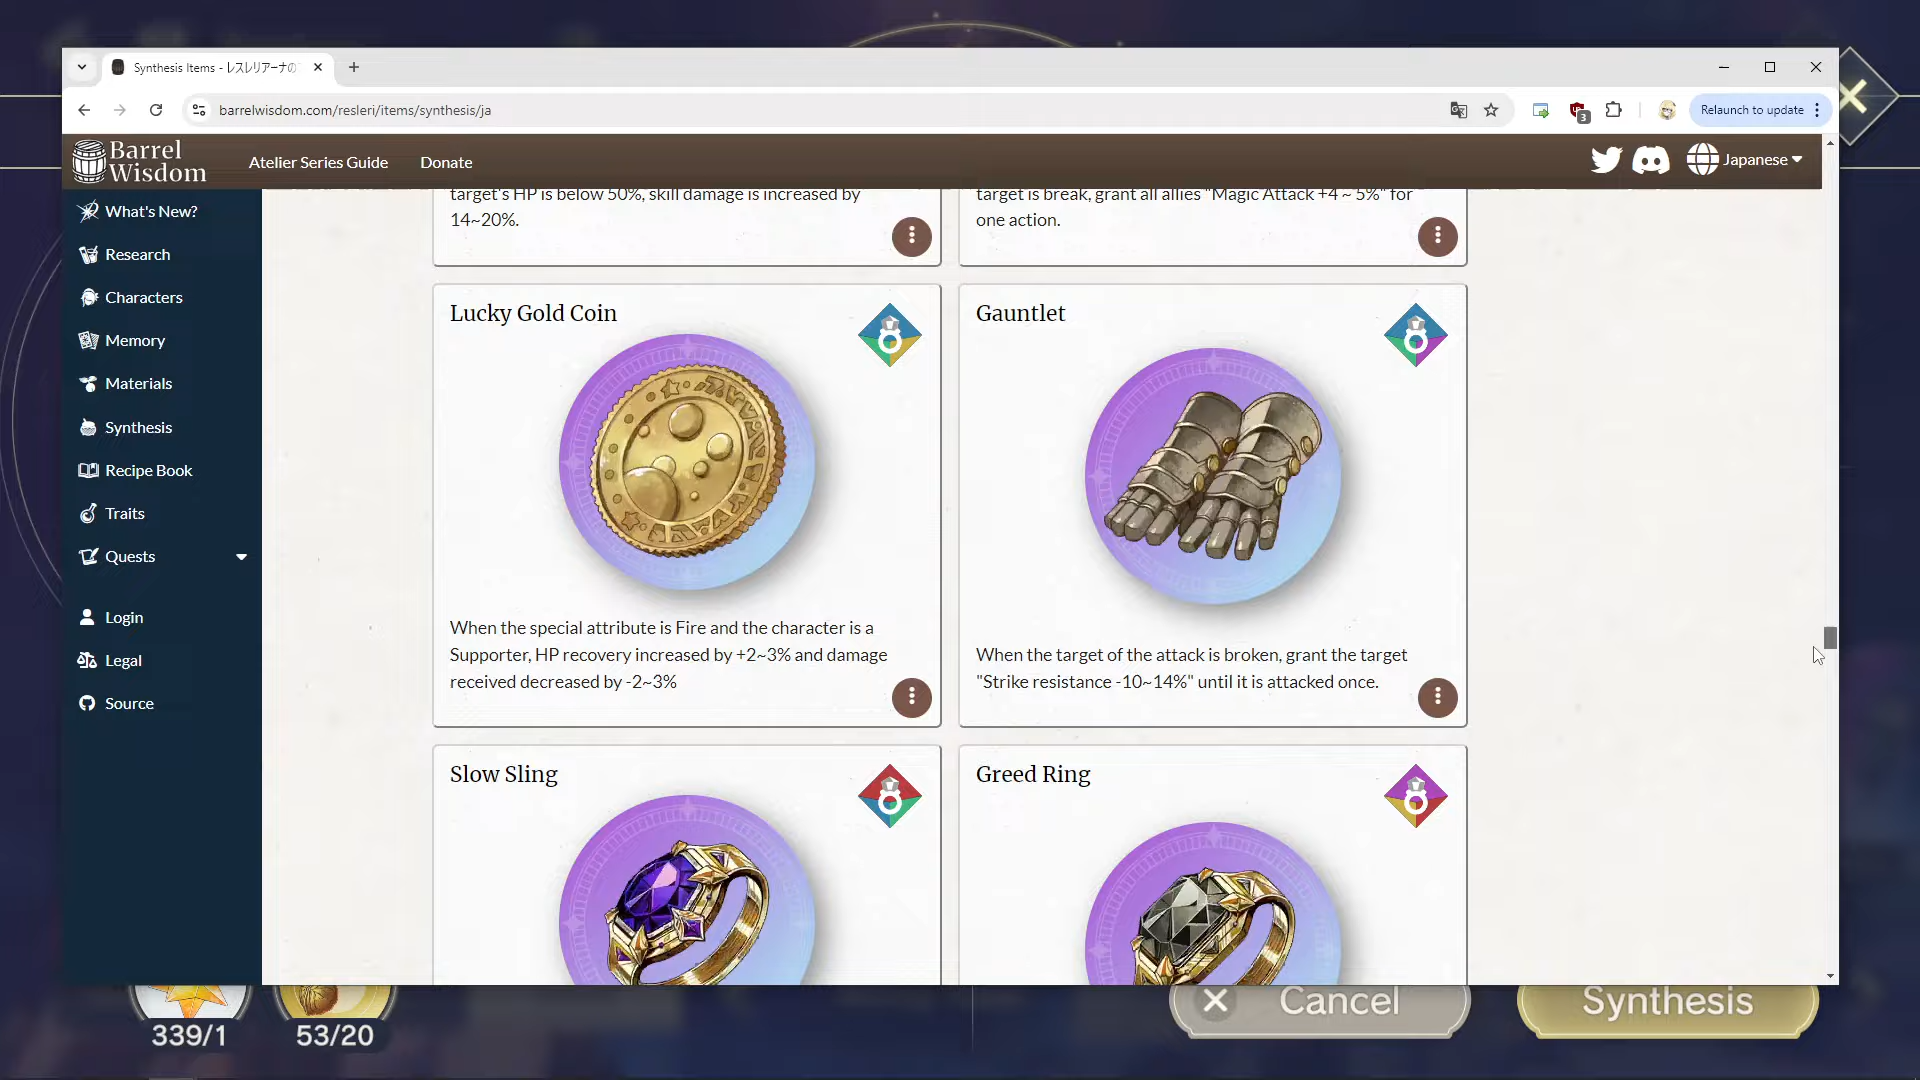 Synthesis Items - レスレリアーナの
barrelwisdom.com/resleri/items/synthesis/ja
3
Relaunch to update
Barrel
Wisdom
Atelier Series Guide
Donate
Japanese
What's New?
Research
Characters
Memory
Materials
Synthesis
Recipe Book
Traits
Quests
Login
Legal
Source
target's HP is below 50%, skill damage is increased by
14~20%.
target is break, grant all allies "Magic Attack +4 ~ 5%" for
one action.
Lucky Gold Coin
When the special attribute is Fire and the character is a
Supporter, HP recovery increased by +2~3% and damage
received decreased by -2~3%
Gauntlet
When the target of the attack is broken, grant the target
"Strike resistance -10~14%" until it is attacked once.
Slow Sling
Greed Ring
339/1
53/20
Cancel
Synthesis